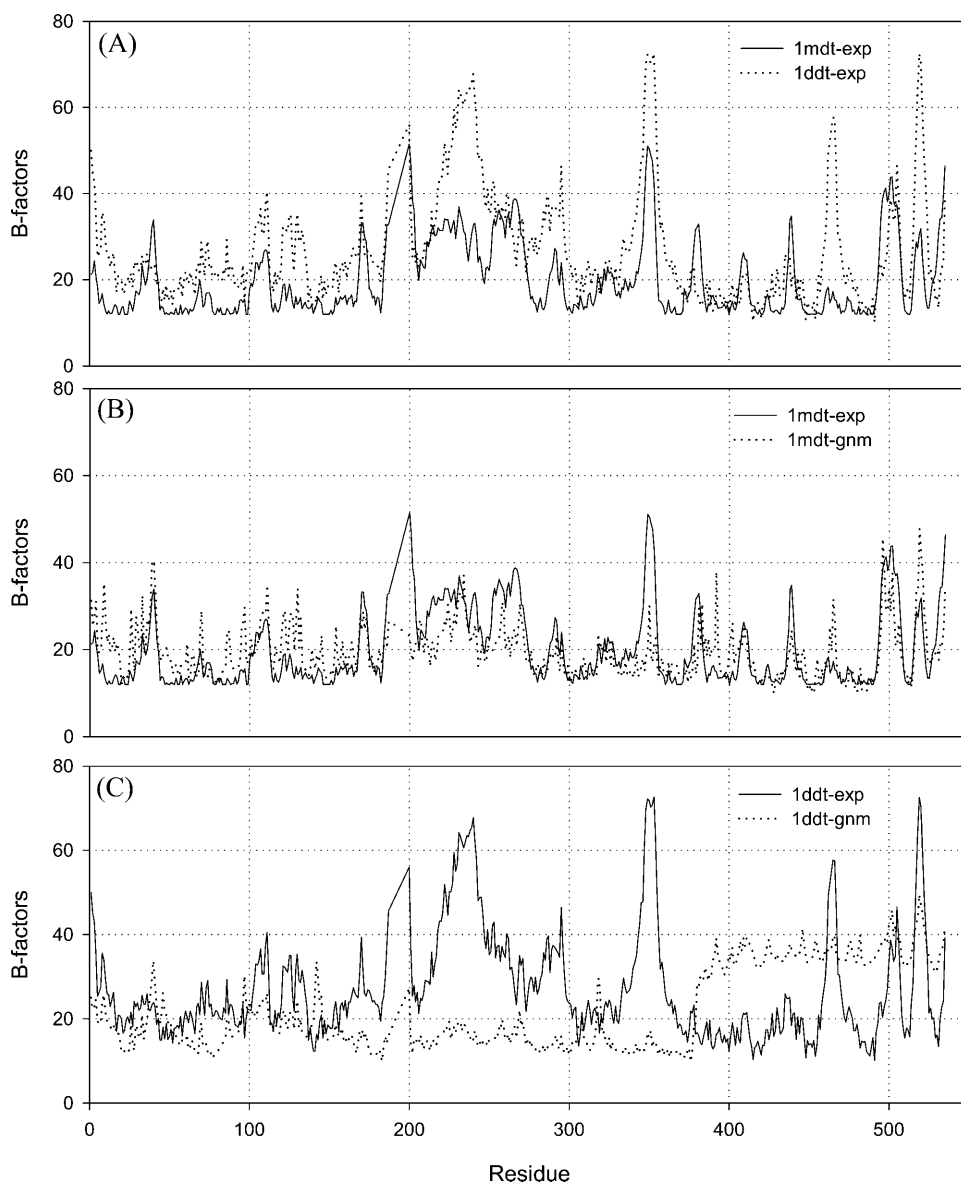 80
(A)
1mdt-exp
1ddt-exp
60
B-factors
40
20
0
80
(B)
1mdt-exp
1mdt-gnm
60
B-factors
40
20
0
80
(C)
1ddt-exp
1ddt-gnm
60
B-factors
40
20
0
0 100 200 300 400 500
Residue